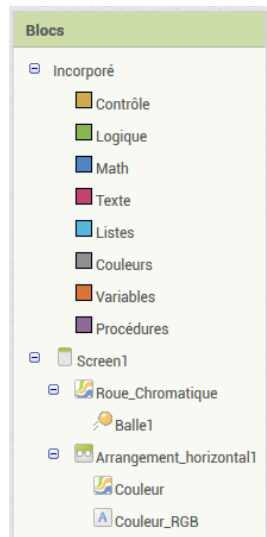 Blocs
Incorporé
Contrôle
Logique
Math
Texte
Listes
Couleurs
Variables
Procédures
Screen1
Roue_Chromatique
Balle1
Arrangement_horizontal1
Couleur
A Couleur_RGB